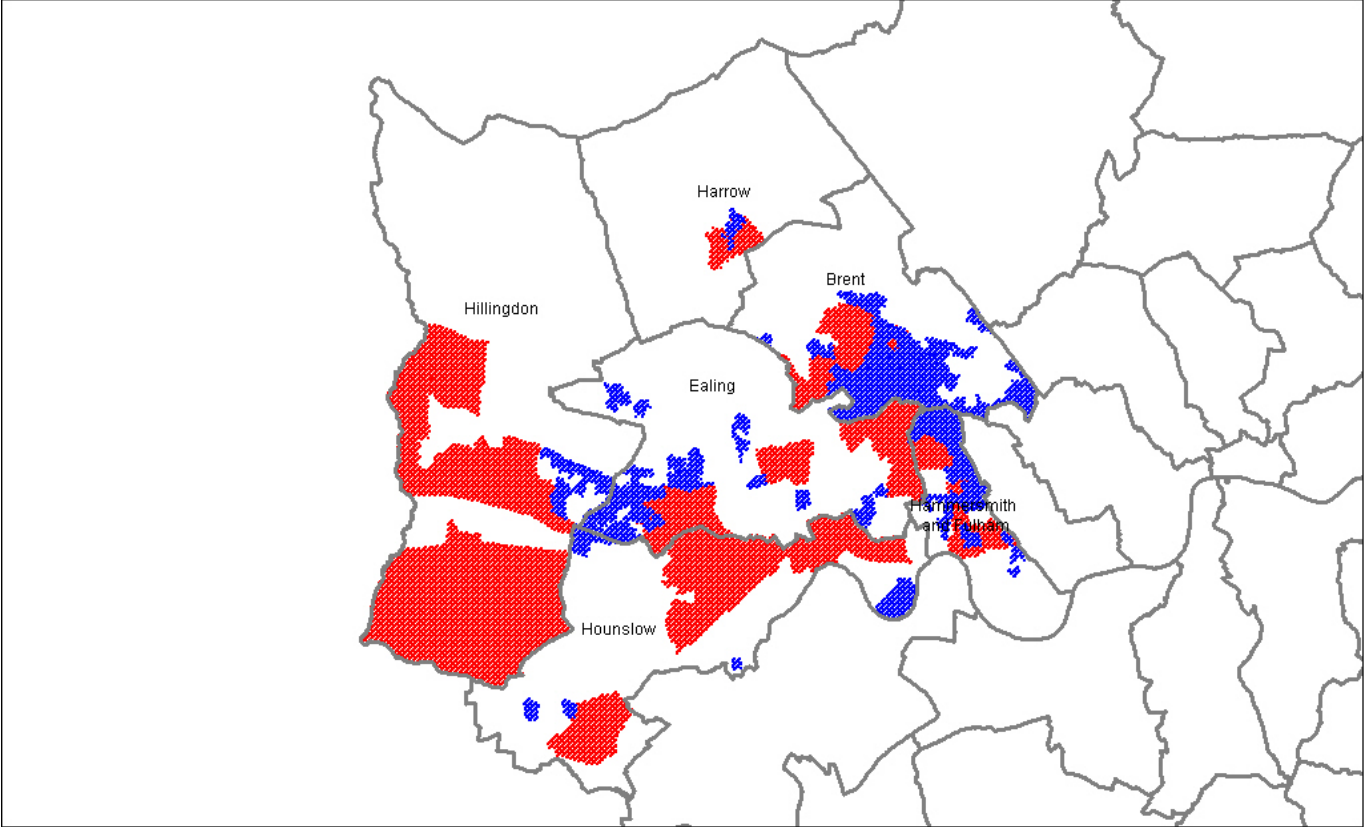 Harrow
Brent
Hillingdon
Ealing
Hammersmith
and Fulham
Hounslow